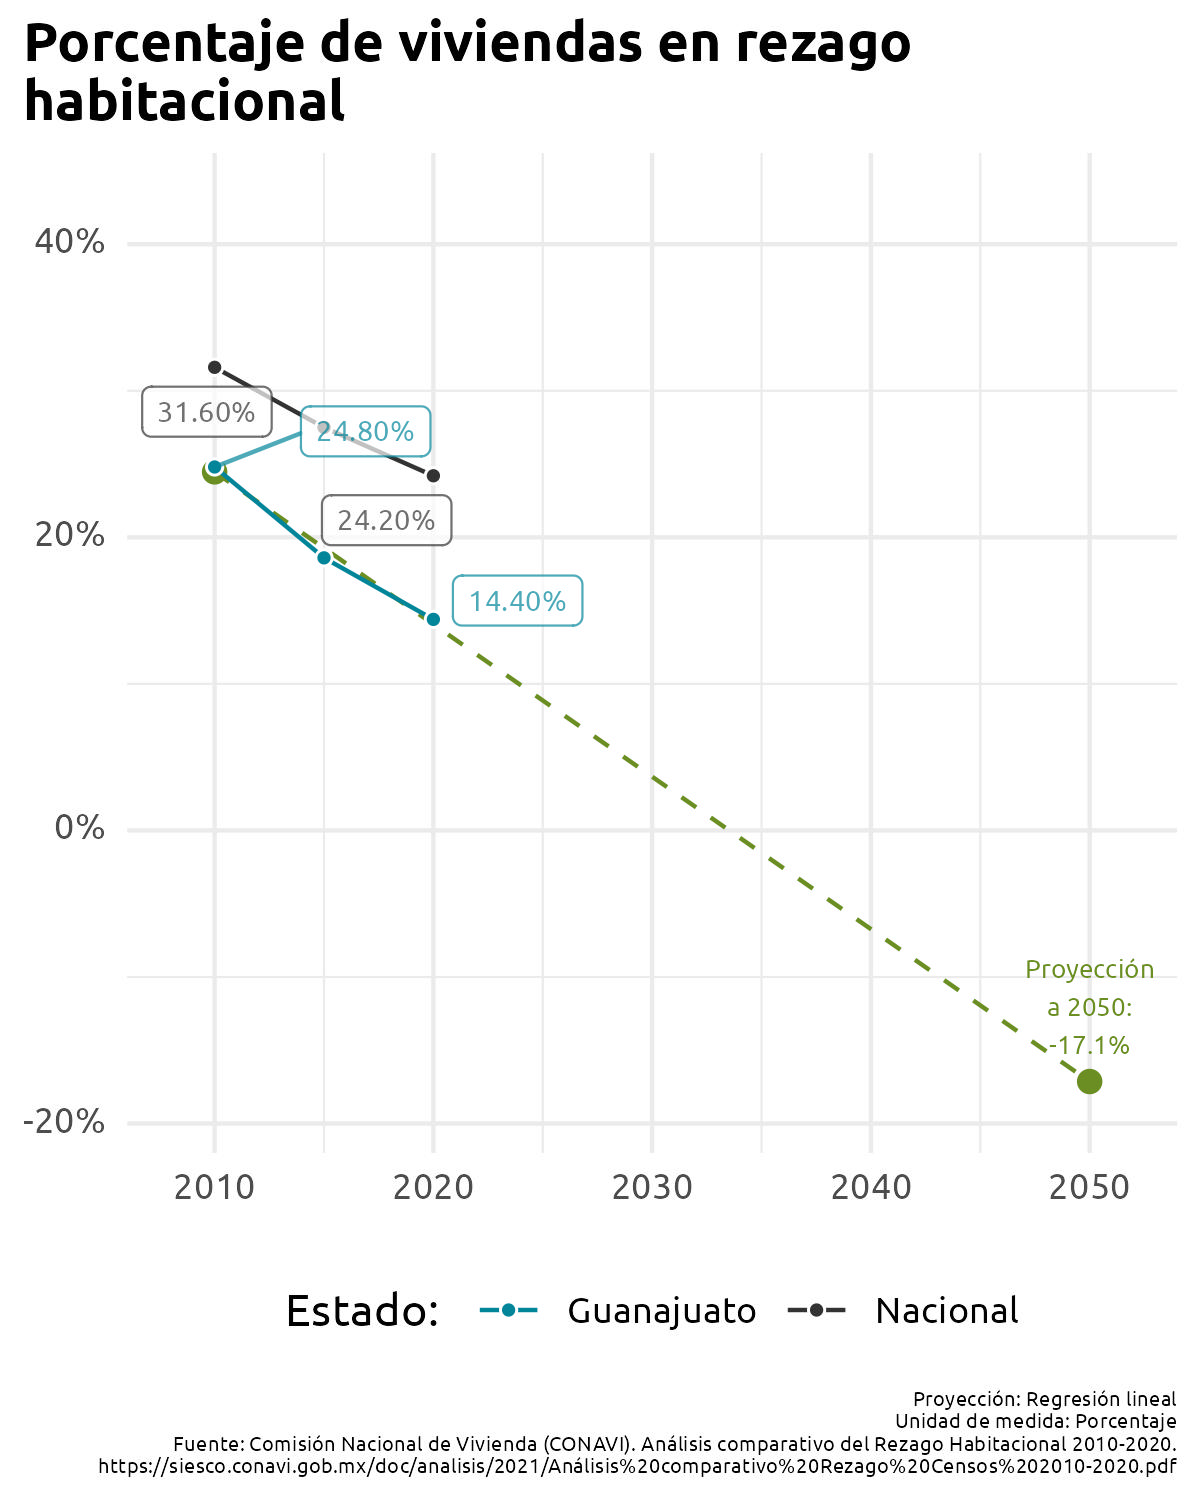 Porcentaje de viviendas en rezago
habitacional
40%
20%
0%
-20%
31.60%
24.80%
24.20%
14.40%
Proyección
a 2050:
-17.1%
2010 2020 2030 2040 2050
Estado: Guanajuato Nacional
Proyección: Regresión lineal
Unidad de medida: Porcentaje
Fuente: Comisión Nacional de Vivienda (CONAVI). Análisis comparativo del Rezago Habitacional 2010-2020.
https://siesco.conavi.gob.mx/doc/analisis/2021/Análisis%20comparativo%20Rezago%20Censos%202010-2020.pdf